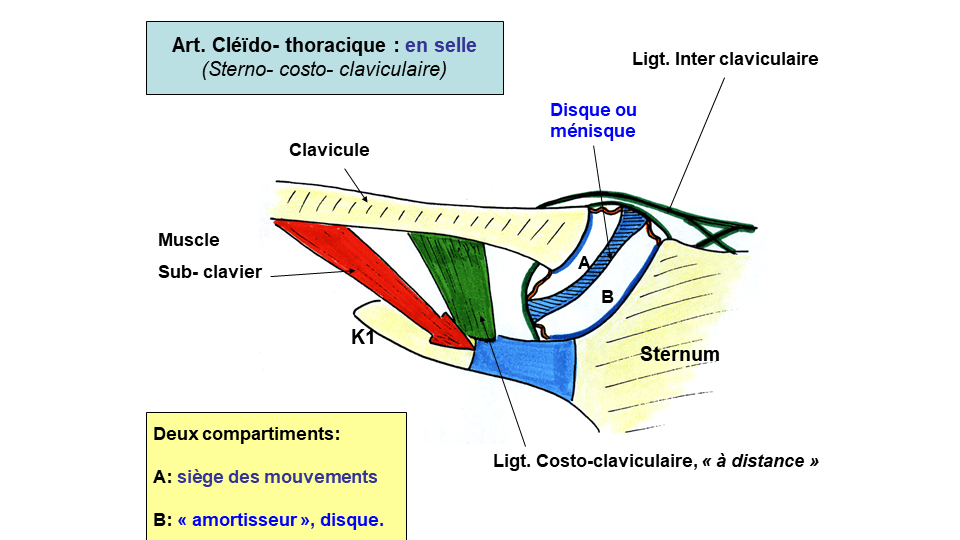 Art. Cléïdo- thoracique : en selle
(Sterno- costo- claviculaire)
Ligt. Inter claviculaire
Disque ou
ménisque
Clavicule
Muscle
Sub- clavier
A
B
K1
Sternum
Ligt. Costo-claviculaire, « à distance »
Deux compartiments:
A: siège des mouvements
B: « amortisseur », disque.